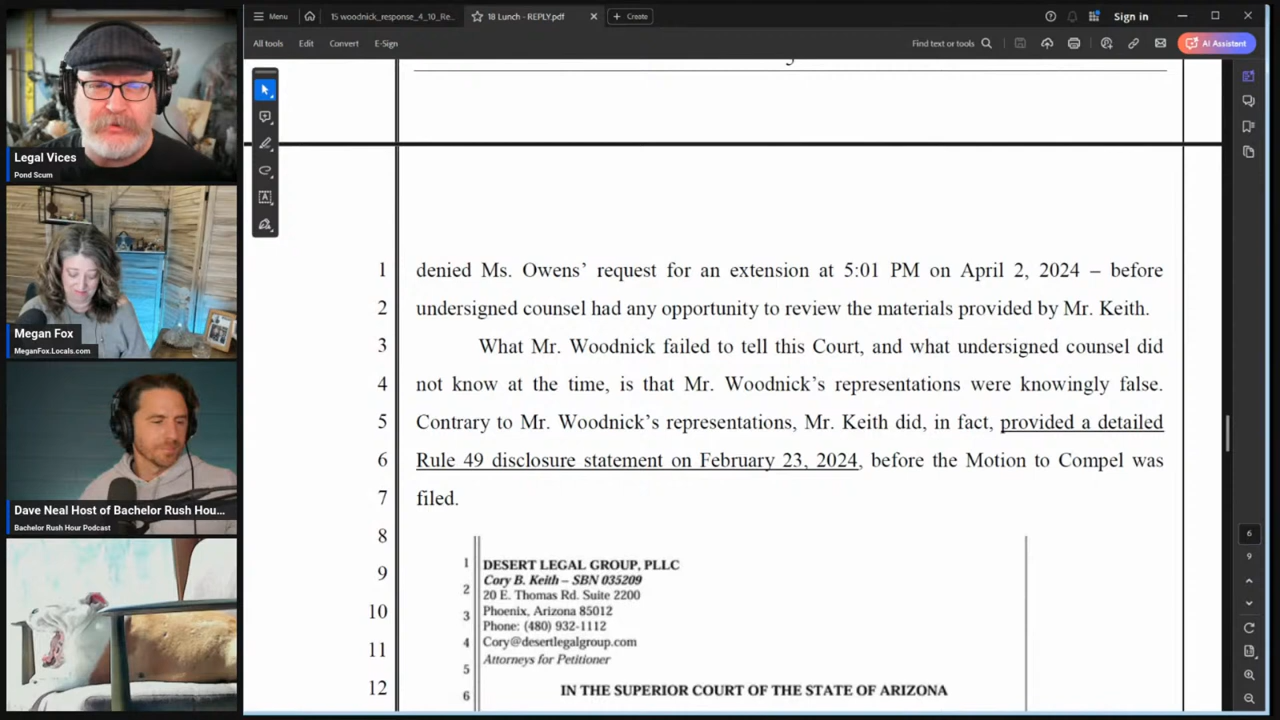 Legal Vices
Pond Scum
Megan Fox
MeganFox.Locals.com
Dave Neal Host of Bachelor Rush Hou...
Bachelor Rush Hour Podcast
Menu
15 woodnick_response_4_10_Re...
18 Lunch - REPLY.pdf
Create
Sign in
All tools
Edit
Convert
E-Sign
Find text or tools
AI Assistant
1 denied Ms. Owens' request for an extension at 5:01 PM on April 2, 2024 – before
2 undersigned counsel had any opportunity to review the materials provided by Mr. Keith.
3 What Mr. Woodnick failed to tell this Court, and what undersigned counsel did
4 not know at the time, is that Mr. Woodnick's representations were knowingly false.
5 Contrary to Mr. Woodnick's representations, Mr. Keith did, in fact, provided a detailed
6 Rule 49 disclosure statement on February 23, 2024, before the Motion to Compel was
7 filed.
8
9
10
11
12
1 DESERT LEGAL GROUP, PLLC
Cory B. Keith – SBN 035209
2 20 E. Thomas Rd. Suite 2200
3 Phoenix, Arizona 85012
Phone: (480) 932-1112
4 Cory@desertlegalgroup.com
Attorneys for Petitioner
5
6 IN THE SUPERIOR COURT OF THE STATE OF ARIZONA
6
9